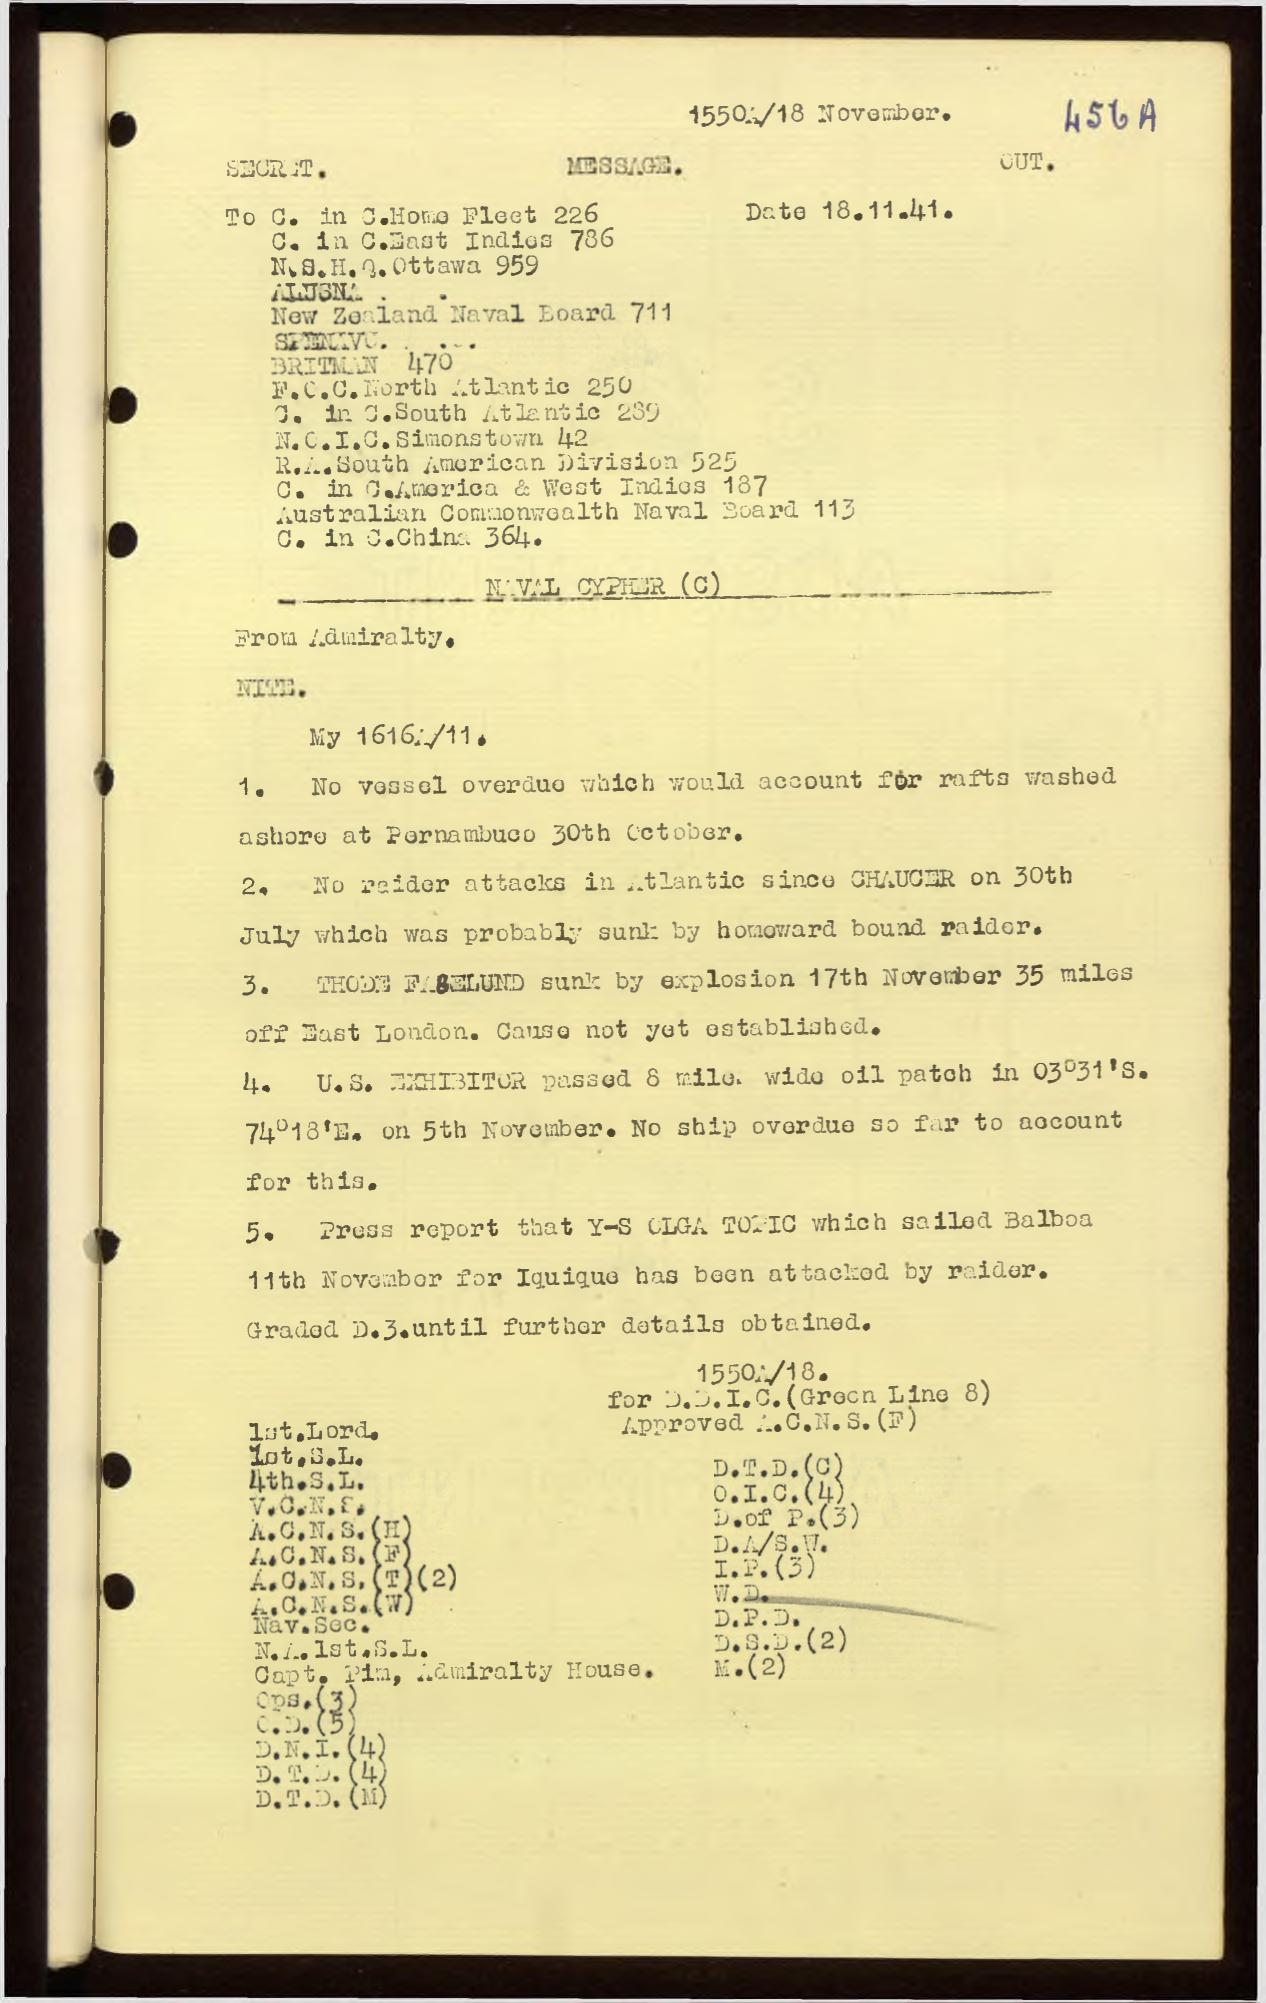 1550A/18 November.
456A
SECRET. MESSAGE. OUT.
To C. in C.Home Fleet 226 Date 18.11.41.
C. in C.East Indies 786
N.S.H.Q.Ottawa 959
ALUSNA . .
New Zealand Naval Board 711
SPENAVO. . ...
BRITMAN 470
F.O.C.North Atlantic 250
C. in C.South Atlantic 289
N.O.I.C.Simonstown 42
R.A.South American Division 525
C. in C.America & West Indies 187
Australian Commonwealth Naval Board 113
C. in C.China 364.
NAVAL CYPHER (C)
From Admiralty.
NITE.
My 1616A/11.
1. No vessel overdue which would account for rafts washed
ashore at Pernambuco 30th October.
2. No raider attacks in Atlantic since CHAUCER on 30th
July which was probably sunk by homeward bound raider.
3. THODE FAGELUND sunk by explosion 17th November 35 miles
off East London. Cause not yet established.
4. U.S. EXHIBITOR passed 8 mile. wide oil patch in 03°31'S.
74°18'E. on 5th November. No ship overdue so far to account
for this.
5. Press report that Y-S OLGA TOPIC which sailed Balboa
11th November for Iquique has been attacked by raider.
Graded D.3.until further details obtained.
1550A/18.
for D.D.I.C.(Green Line 8)
Approved A.C.N.S.(F)
1st.Lord.
1st.S.L.
4th.S.L.
V.C.N.S.
A.C.N.S.(H)
A.C.N.S.(F)
A.C.N.S.(T)(2)
A.C.N.S.(W)
Nav.Sec.
N.A.1st.S.L.
Capt. Pim, Admiralty House.
Ops.(3)
O.D.(5)
D.N.I.(4)
D.T.D.(4)
D.T.D.(M)
D.T.D.(C)
O.I.C.(4)
D.of P.(3)
D.A/S.W.
I.P.(3)
W.D.
D.P.D.
D.S.D.(2)
M.(2)